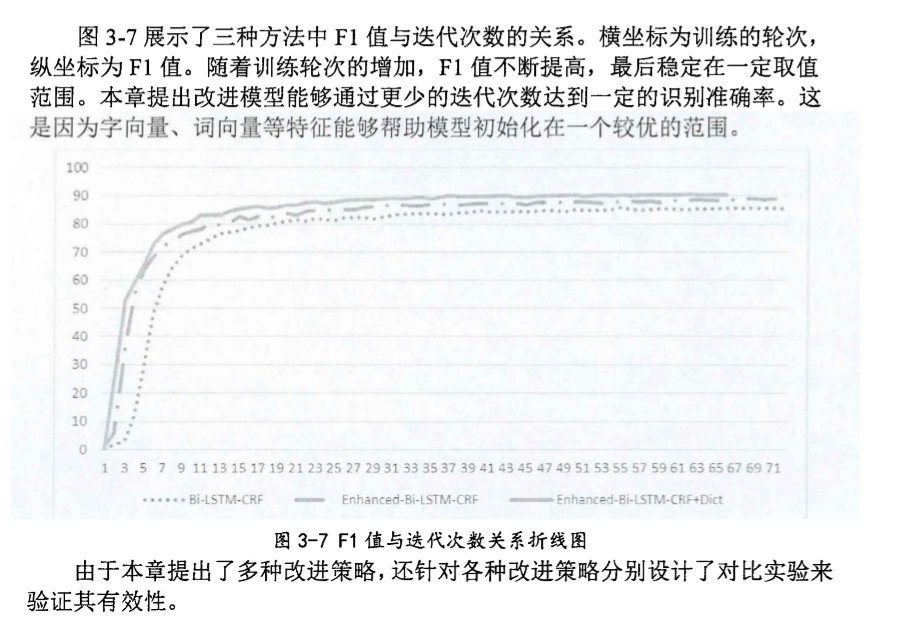 图 3-7 展示了三种方法中 F1 值与迭代次数的关系。横坐标为训练的轮次，
纵坐标为 F1 值。随着训练轮次的增加，F1 值不断提高，最后稳定在一定取值
范围。本章提出改进模型能够通过更少的迭代次数达到一定的识别准确率。这
是因为字向量、词向量等特征能够帮助模型初始化在一个较优的范围。
100
90
80
70
60
50
40
30
20
10
0
1 3 5 7 9 11 13 15 17 19 21 23 25 27 29 31 33 35 37 39 41 43 45 47 49 51 53 55 57 59 61 63 65 67 69 71
Bi-LSTM-CRF Enhanced-Bi-LSTM-CRF Enhanced-Bi-LSTM-CRF+Dict
图 3-7 F1 值与迭代次数关系折线图
由于本章提出了多种改进策略，还针对各种改进策略分别设计了对比实验来
验证其有效性。